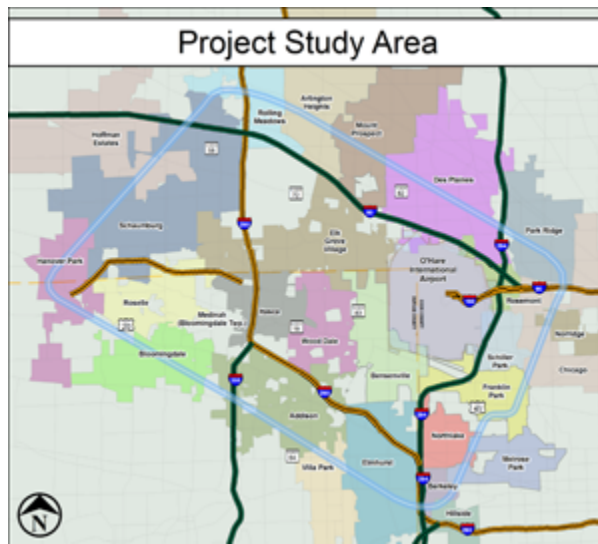 Project Study Area
Arlington
Heights
Rolling
Meadows
Hoffman
Estates
Mount
Prospect
Des Plaines
Schaumburg
Park Ridge
Elk
Grove
Village
Hanover Park
O'Hare
International
Airport
Roselle
Medinah
(Bloomingdale Twp.)
Itasca
Rosemont
Wood Dale
Norridge
Bloomingdale
Schiller
Park
Chicago
Bensenville
Franklin
Park
Addison
Northlake
Villa Park
Elmhurst
Melrose
Park
Berkeley
Hillside
N